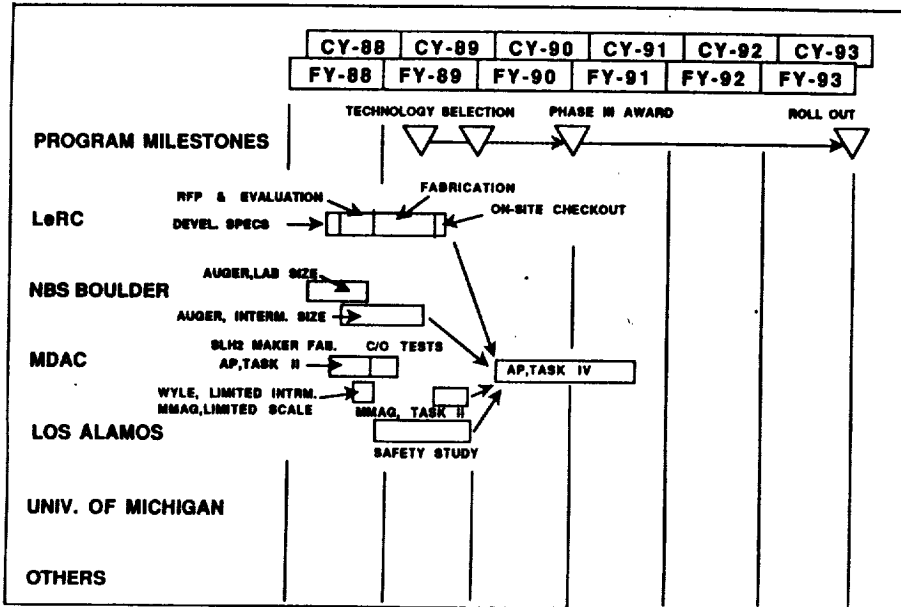 CY-88 CY-89 CY-90 CY-91 CY-92 CY-93
FY-88 FY-89 FY-90 FY-91 FY-92 FY-93
TECHNOLOGY SELECTION PHASE III AWARD ROLL OUT
PROGRAM MILESTONES
RFP & EVALUATION FABRICATION
LeRC DEVEL. SPECS ON-SITE CHECKOUT
AUGER,LAB SIZE
NBS BOULDER
AUGER, INTERM. SIZE
SLH2 MAKER FAB. C/O TESTS
MDAC AP,TASK II AP,TASK IV
WYLE, LIMITED INTRM.
MMAG,LIMITED SCALE MMAG, TASK II
LOS ALAMOS
SAFETY STUDY
UNIV. OF MICHIGAN
OTHERS